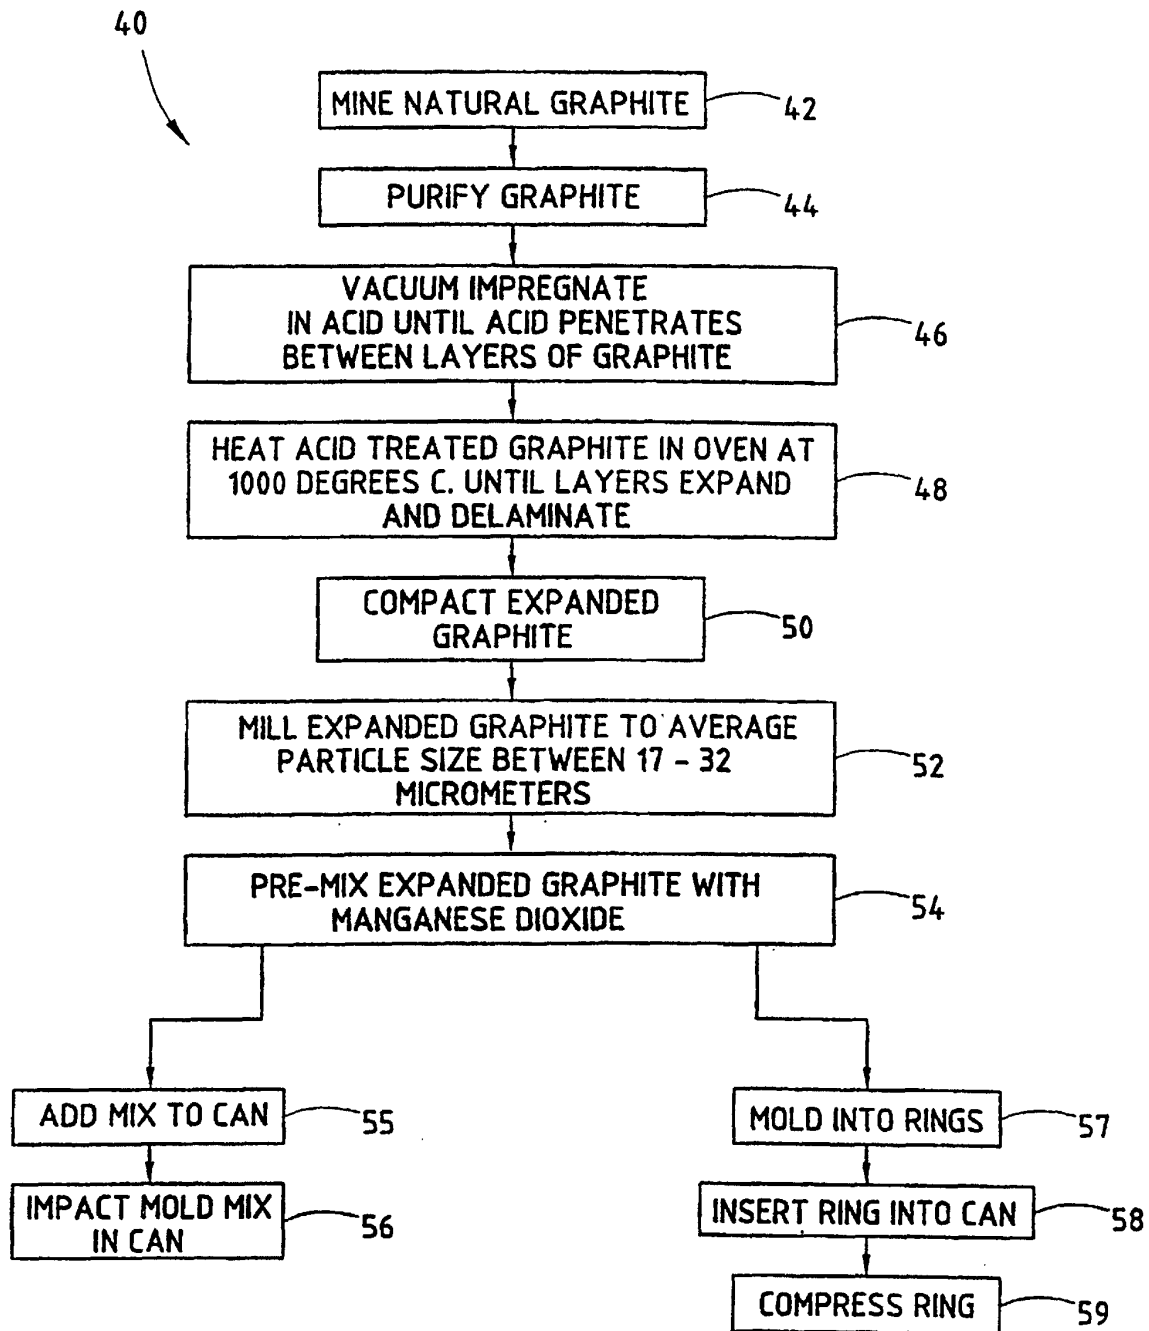 40
MINE NATURAL GRAPHITE
42
PURIFY GRAPHITE
44
VACUUM IMPREGNATE
IN ACID UNTIL ACID PENETRATES
BETWEEN LAYERS OF GRAPHITE
46
HEAT ACID TREATED GRAPHITE IN OVEN AT
1000 DEGREES C. UNTIL LAYERS EXPAND
AND DELAMINATE
48
COMPACT EXPANDED
GRAPHITE
50
MILL EXPANDED GRAPHITE TO AVERAGE
PARTICLE SIZE BETWEEN 17 - 32
MICROMETERS
52
PRE-MIX EXPANDED GRAPHITE WITH
MANGANESE DIOXIDE
54
ADD MIX TO CAN
55
IMPACT MOLD MIX
IN CAN
56
MOLD INTO RINGS
57
INSERT RING INTO CAN
58
COMPRESS RING
59